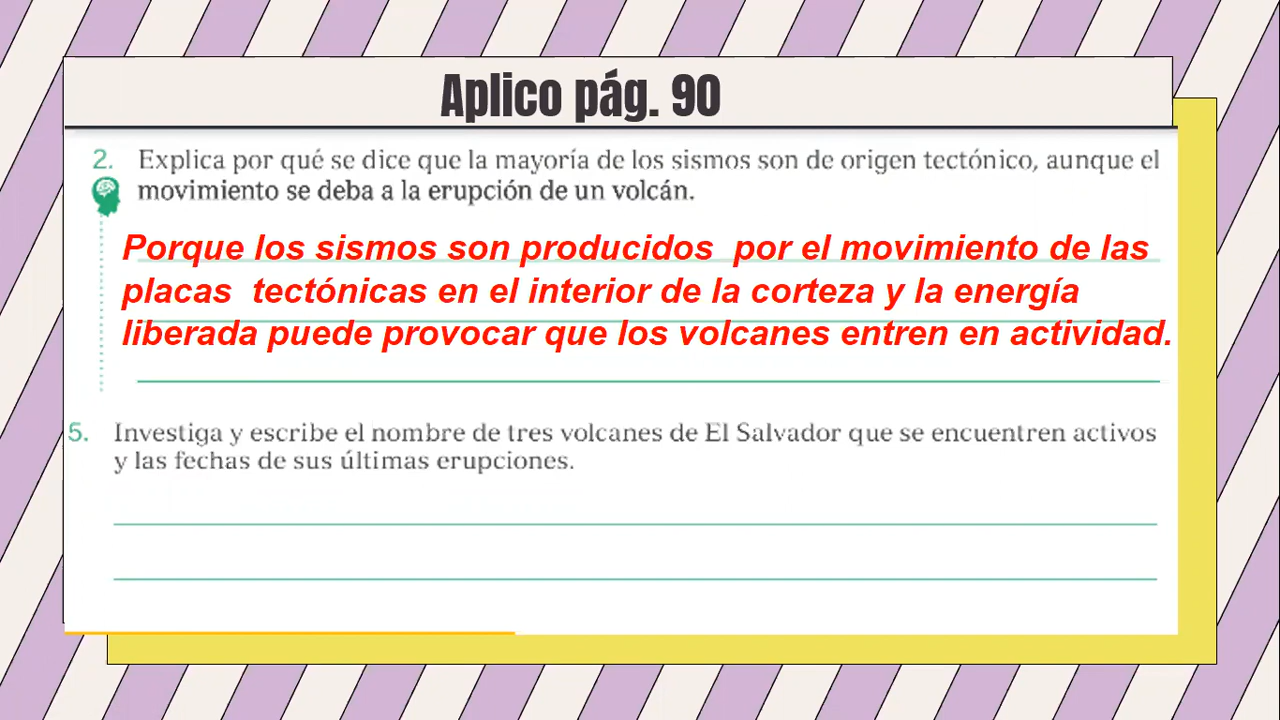 Aplico pág. 90
2. Explica por qué se dice que la mayoría de los sismos son de origen tectónico, aunque el
movimiento se deba a la erupción de un volcán.
Porque los sismos son producidos por el movimiento de las
placas tectónicas en el interior de la corteza y la energía
liberada puede provocar que los volcanes entren en actividad.
5. Investiga y escribe el nombre de tres volcanes de El Salvador que se encuentren activos
y las fechas de sus últimas erupciones.